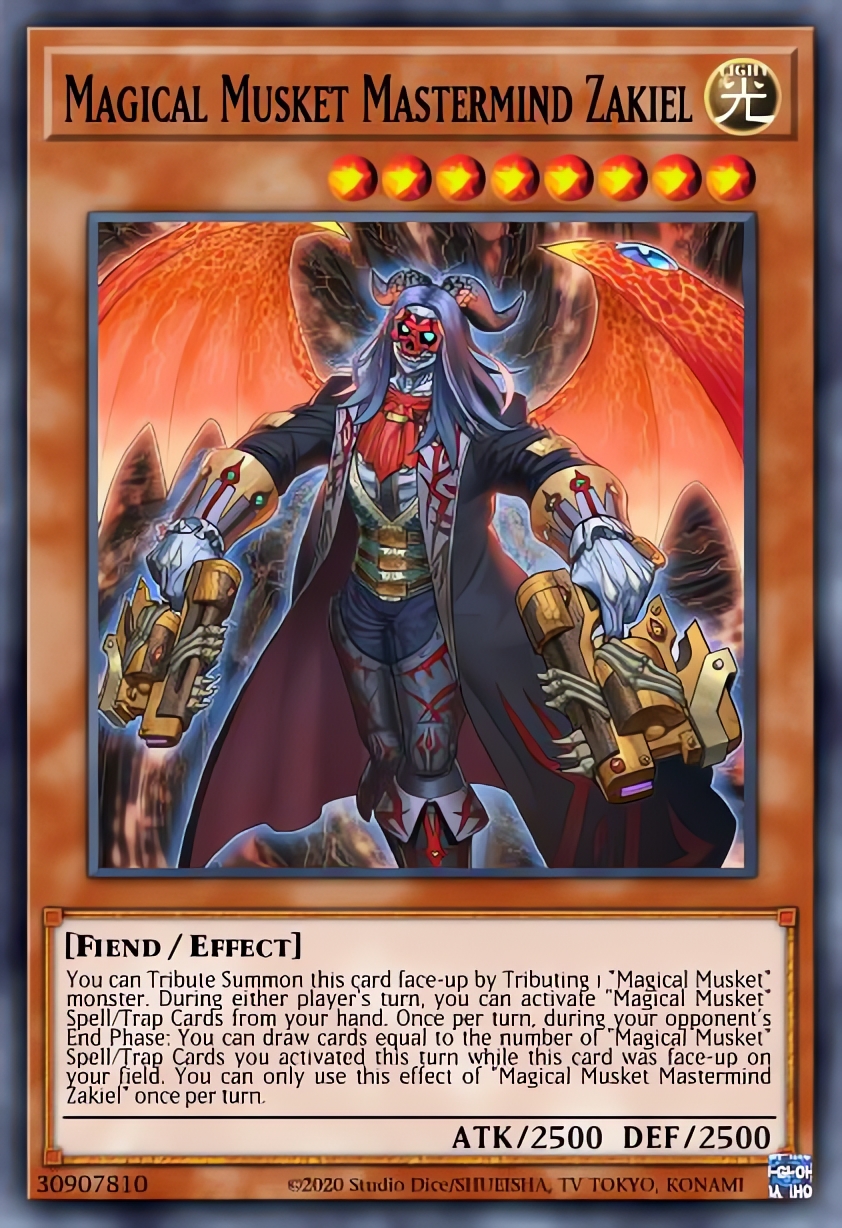 MAGICAL MUSKET MASTERMIND ZAKIEL
LIGHT
光
[FIEND / EFFECT]
You can Tribute Summon this card face-up by Tributing 1 "Magical Musket"
monster. During either player's turn, you can activate "Magical Musket"
Spell/Trap Cards from your hand. Once per turn, during your opponent's
End Phase: You can draw cards equal to the number of "Magical Musket"
Spell/Trap Cards you activated this turn while this card was face-up on
your field. You can only use this effect of "Magical Musket Mastermind
Zakiel" once per turn.
ATK/2500 DEF/2500
30907810
©2020 Studio Dice/SHUEISHA, TV TOKYO, KONAMI